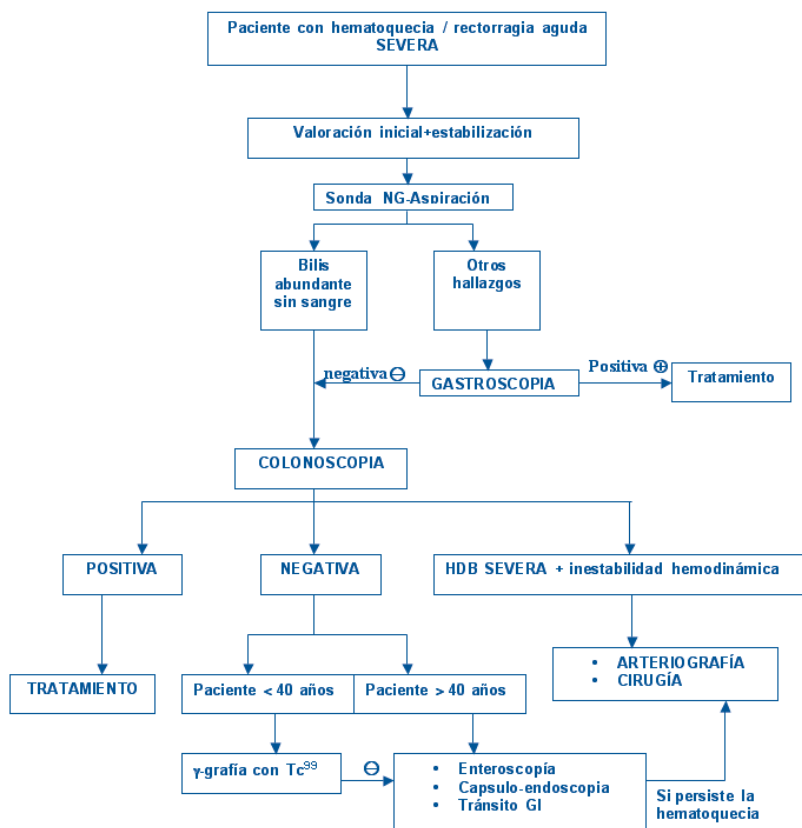 Paciente con hematoquecia / rectorragia aguda
SEVERA
Valoración inicial+estabilización
Sonda NG-Aspiración
Bilis
abundante
sin sangre
Otros
hallazgos
negativa ⊖
GASTROSCOPIA
Positiva ⊕
Tratamiento
COLONOSCOPIA
POSITIVA
NEGATIVA
HDB SEVERA + inestabilidad hemodinámica
TRATAMIENTO
Paciente < 40 años
Paciente > 40 años
• ARTERIOGRAFÍA
• CIRUGÍA
γ-grafía con Tc⁹⁹
⊖
• Enteroscopía
• Capsulo-endoscopia
• Tránsito GI
Si persiste la
hematoquecia